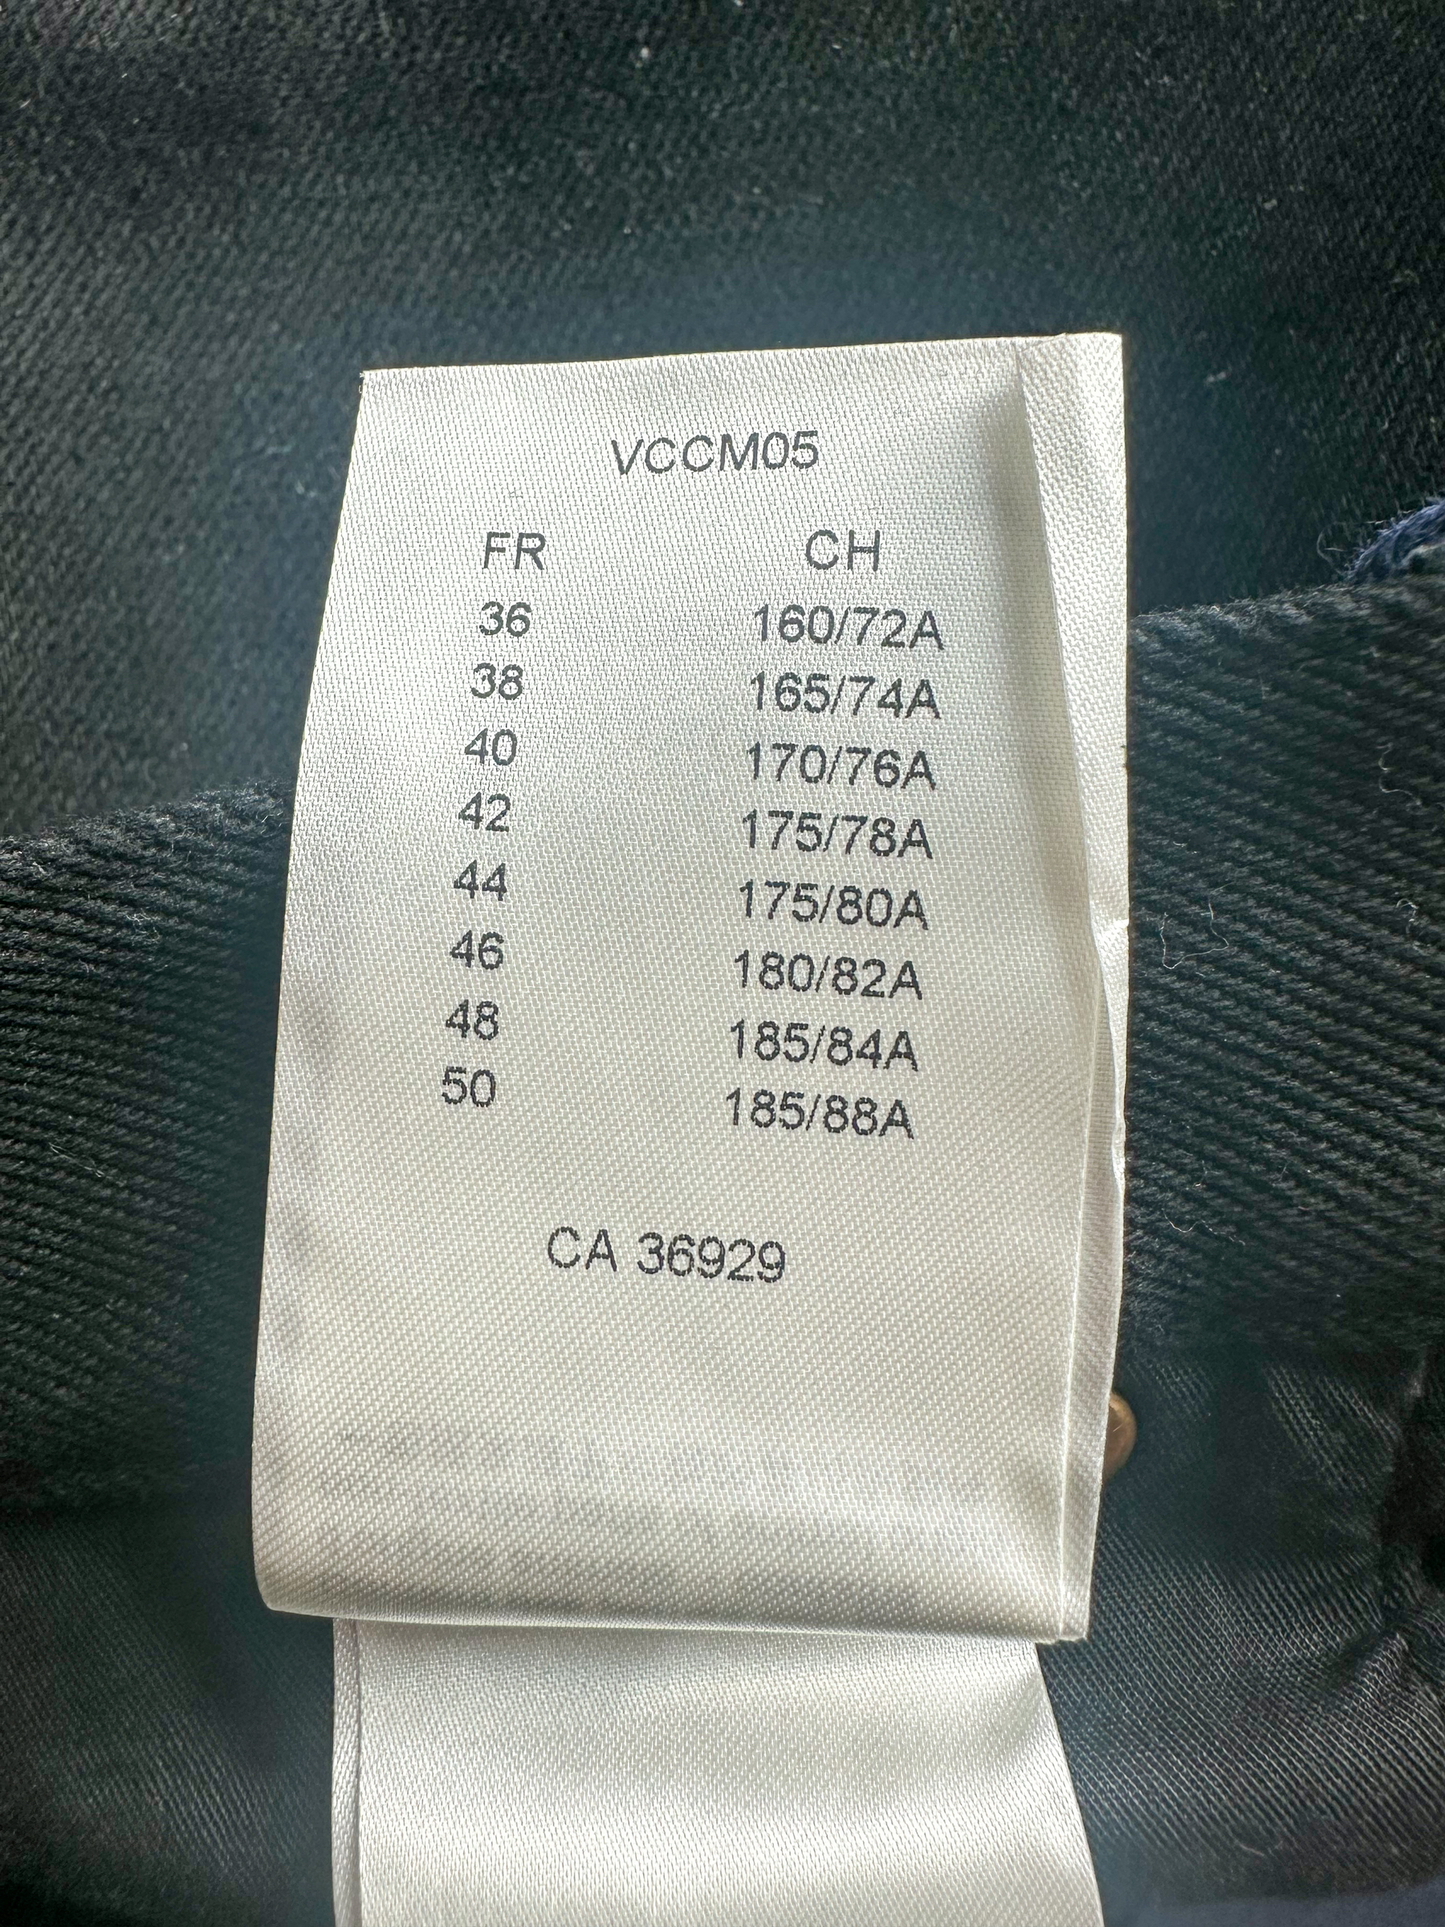 VCCM05
FR CH
36 160/72A
38 165/74A
40 170/76A
42 175/78A
44 175/80A
46 180/82A
48 185/84A
50 185/88A
CA 36929